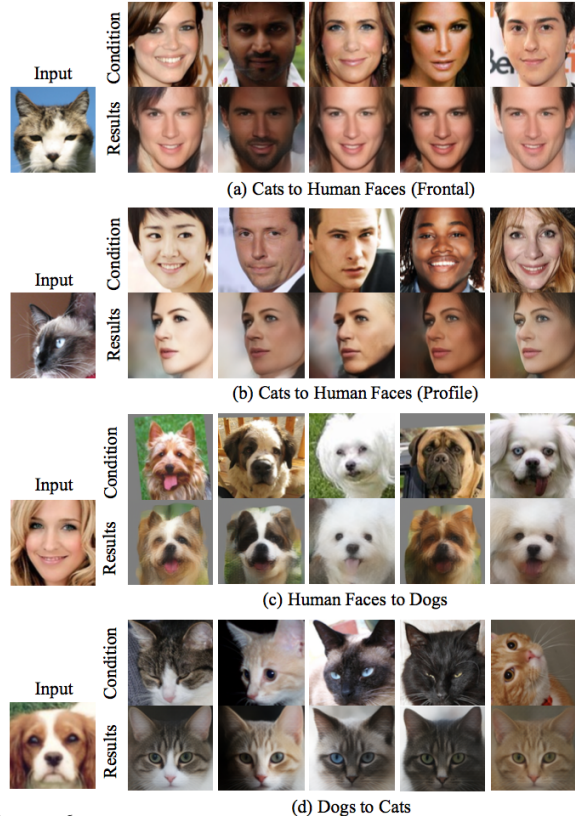 Input
Condition
Results
(a) Cats to Human Faces (Frontal)
Input
Condition
Results
(b) Cats to Human Faces (Profile)
Input
Condition
Results
(c) Human Faces to Dogs
Input
Condition
Results
(d) Dogs to Cats